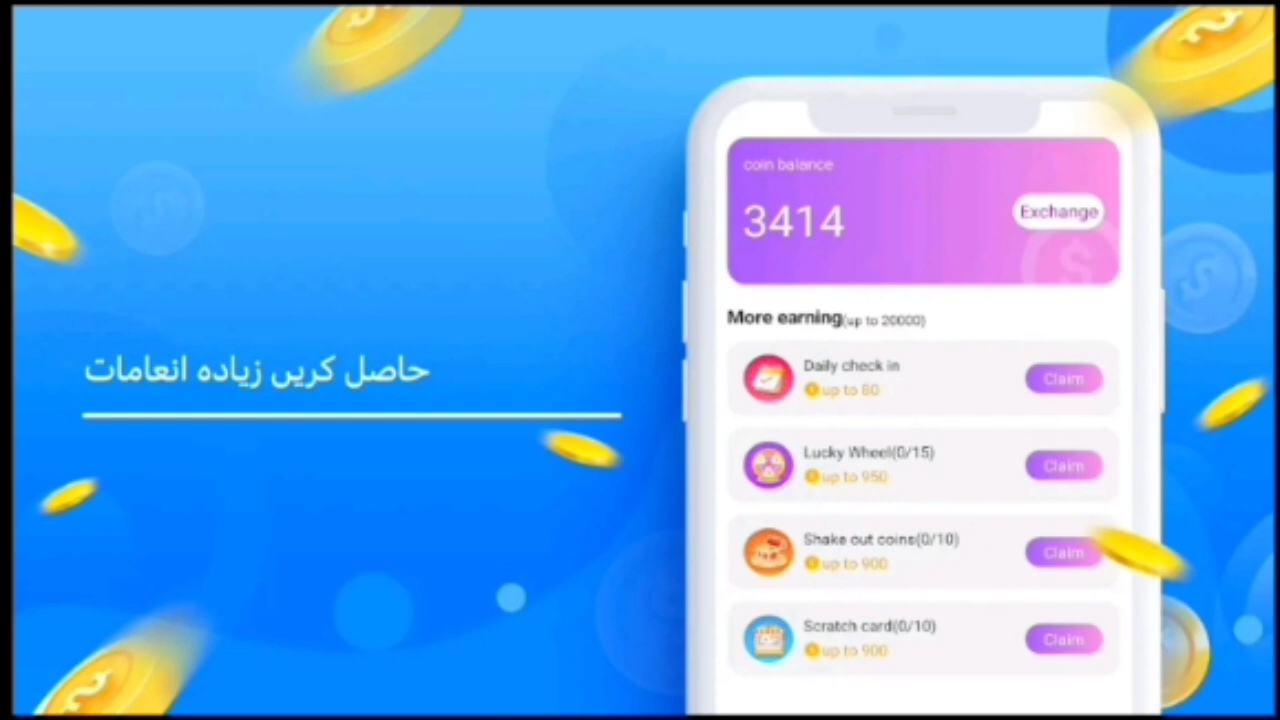 حاصل کریں زیادہ انعامات
coin balance
3414
Exchange
More earning(up to 20000)
Daily check in
up to 80
Claim
Lucky Wheel(0/15)
up to 950
Claim
Shake out coins(0/10)
up to 900
Claim
Scratch card(0/10)
up to 900
Claim